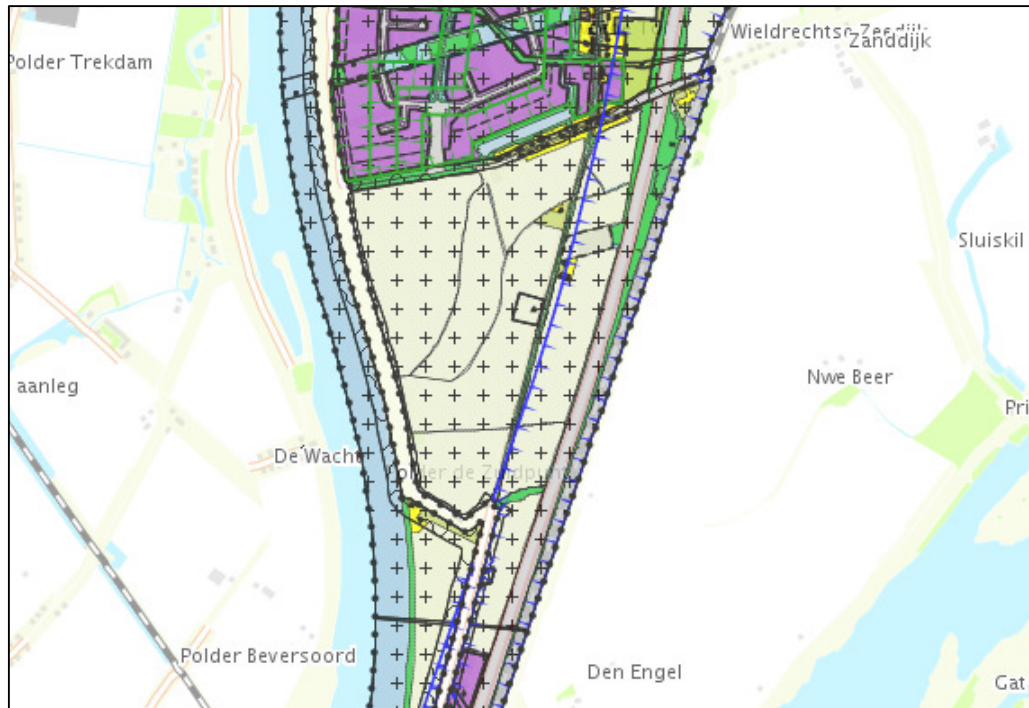 Wieldrechtse Zeedijk
Zanddijk
Polder Trekdam
Sluiskil
Nwe Beer
aanleg
Pri
De Wacht
Polder de Zuidpunt
Polder Beversoord
Den Engel
Gat